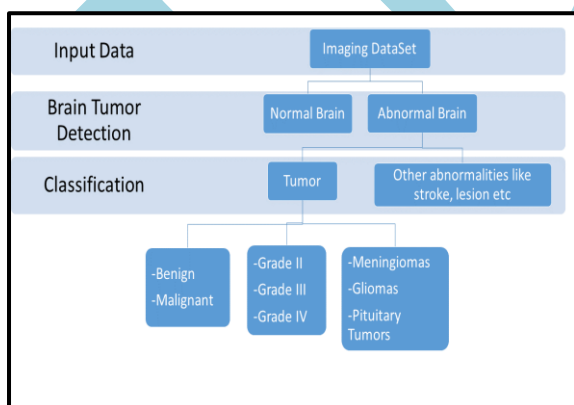 Input Data
Imaging DataSet
Brain Tumor
Detection
Normal Brain
Abnormal Brain
Classification
Tumor
Other abnormalities like
stroke, lesion etc
-Benign
-Malignant
-Grade II
-Grade III
-Grade IV
-Meningiomas
-Gliomas
-Pituitary
Tumors